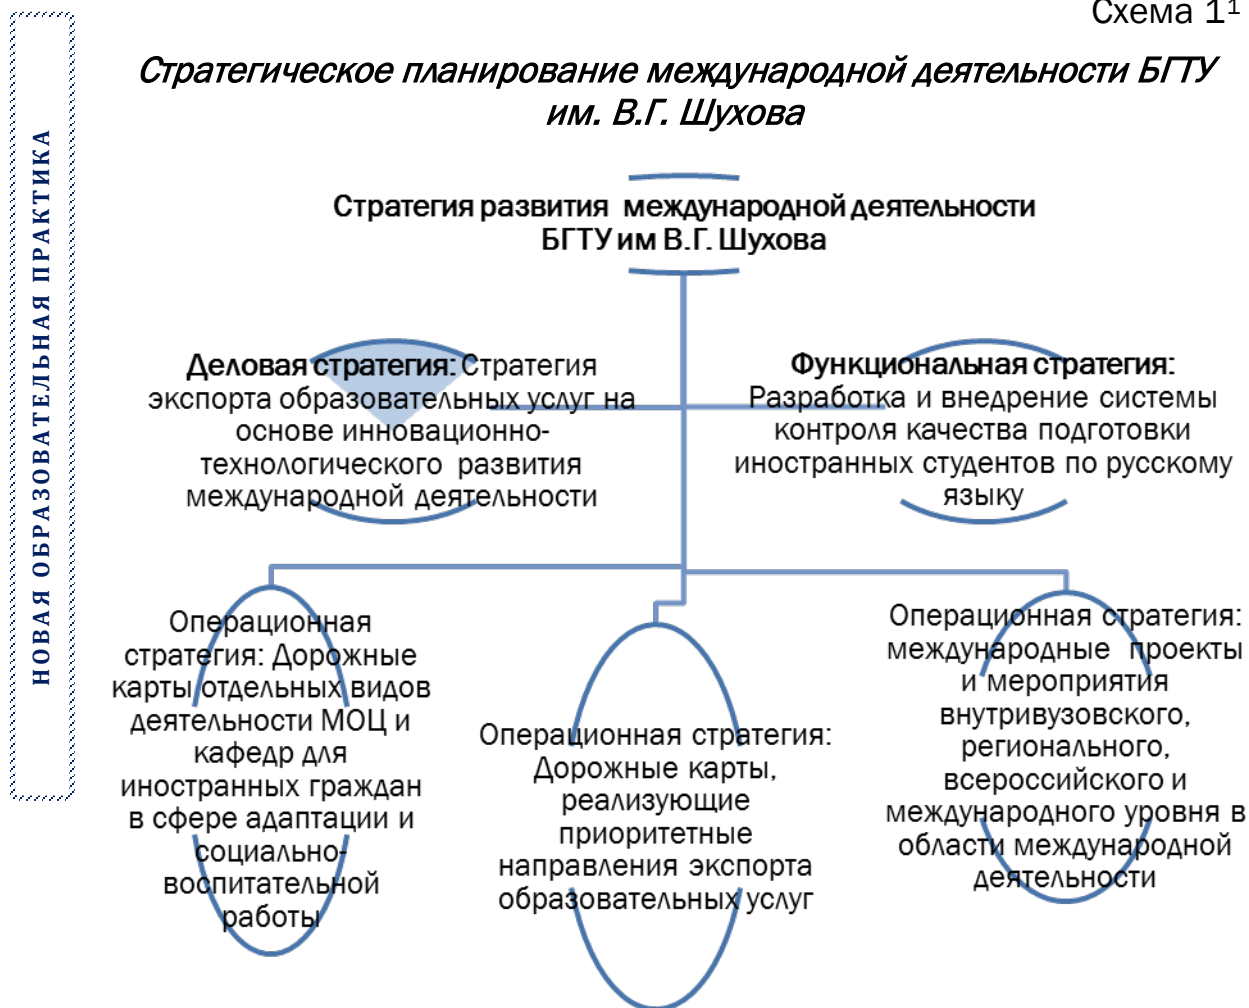 Схема 1¹
Стратегическое планирование международной деятельности БГТУ
им. В.Г. Шухова
НОВАЯ ОБРАЗОВАТЕЛЬНАЯ ПРАКТИКА
Стратегия развития международной деятельности
БГТУ им В.Г. Шухова
Деловая стратегия: Стратегия
экспорта образовательных услуг на
основе инновационно-
технологического развития
международной деятельности
Функциональная стратегия:
Разработка и внедрение системы
контроля качества подготовки
иностранных студентов по русскому
языку
Операционная
стратегия: Дорожные
карты отдельных видов
деятельности МОЦ и
кафедр для
иностранных граждан
в сфере адаптации и
социально-
воспитательной
работы
Операционная стратегия:
Дорожные карты,
реализующие
приоритетные
направления экспорта
образовательных услуг
Операционная стратегия:
международные проекты
и мероприятия
внутривузовского,
регионального,
всероссийского и
международного уровня в
области международной
деятельности